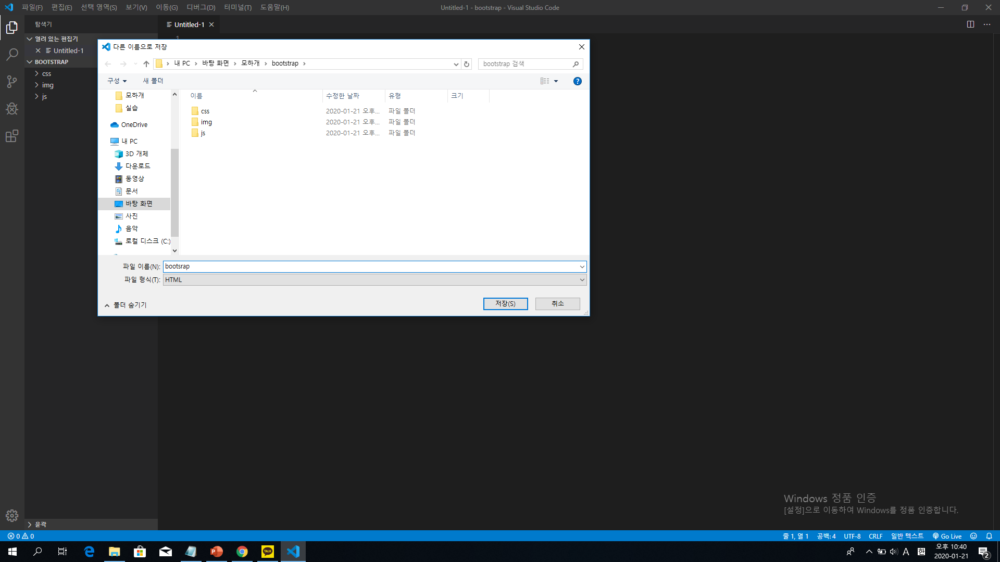 파일(F) 편집(E) 선택 영역(S) 보기(V) 이동(G) 디버그(D) 터미널(T) 도움말(H)
Untitled-1 - bootstrap - Visual Studio Code
탐색기
Untitled-1
열려 있는 편집기
Untitled-1
BOOTSTRAP
css
img
js
1
다른 이름으로 저장
내 PC > 바탕 화면 > 모하개 > bootstrap >
bootstrap 검색
구성 새 폴더
모하개
실습
OneDrive
내 PC
3D 개체
다운로드
동영상
문서
바탕 화면
사진
음악
로컬 디스크 (C:)
이름 수정한 날짜 유형 크기
css 2020-01-21 오후... 파일 폴더
img 2020-01-21 오후... 파일 폴더
js 2020-01-21 오후... 파일 폴더
파일 이름(N): bootsrap
파일 형식(T): HTML
폴더 숨기기
저장(S) 취소
Windows 정품 인증
[설정]으로 이동하여 Windows를 정품 인증합니다.
윤곽
0 0
줄 1, 열 1 공백: 4 UTF-8 CRLF 일반 텍스트 Go Live
TALK
A 한
오후 10:40
2020-01-21
2